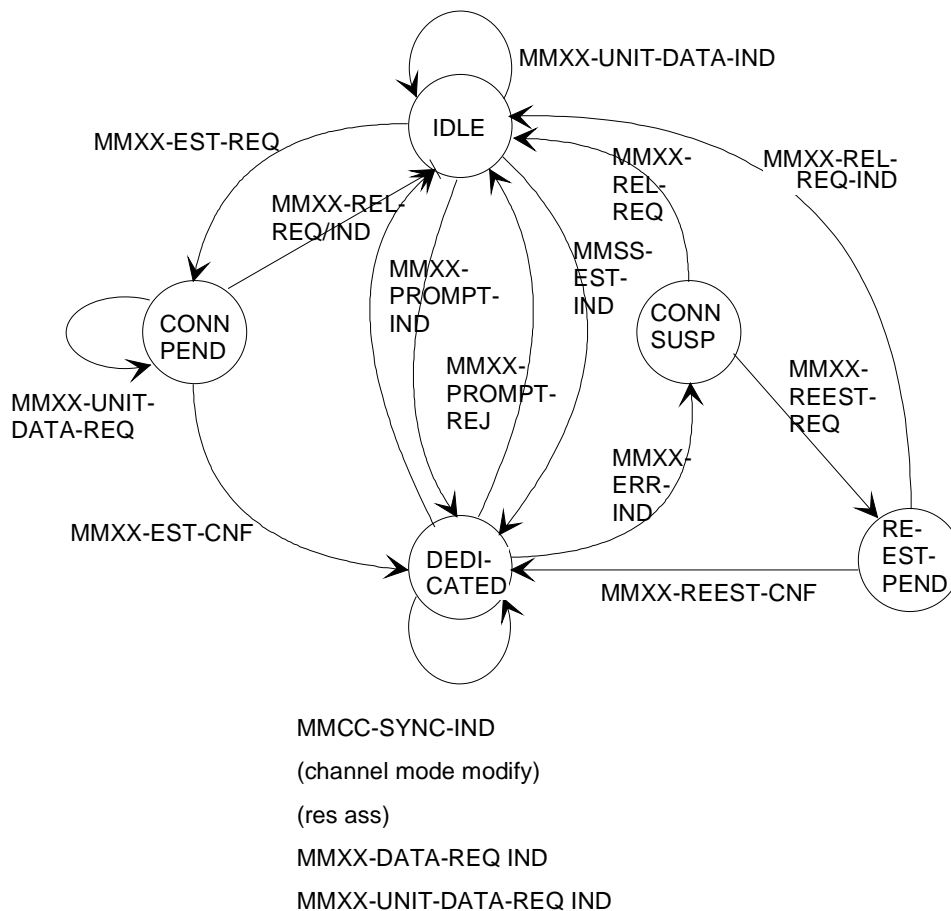 MMXX-UNIT-DATA-IND
IDLE
MMXX-EST-REQ
MMXX-REL-
REQ/IND
MMXX-
REL-
REQ
MMXX-REL-
REQ-IND
MMXX-
PROMPT-
IND
MMSS-
EST-
IND
CONN
PEND
CONN
SUSP
MMXX-
PROMPT-
REJ
MMXX-
REEST-
REQ
MMXX-UNIT-
DATA-REQ
MMXX-
ERR-
IND
MMXX-EST-CNF
DEDI-
CATED
RE-
EST-
PEND
MMXX-REEST-CNF
MMCC-SYNC-IND
(channel mode modify)
(res ass)
MMXX-DATA-REQ IND
MMXX-UNIT-DATA-REQ IND